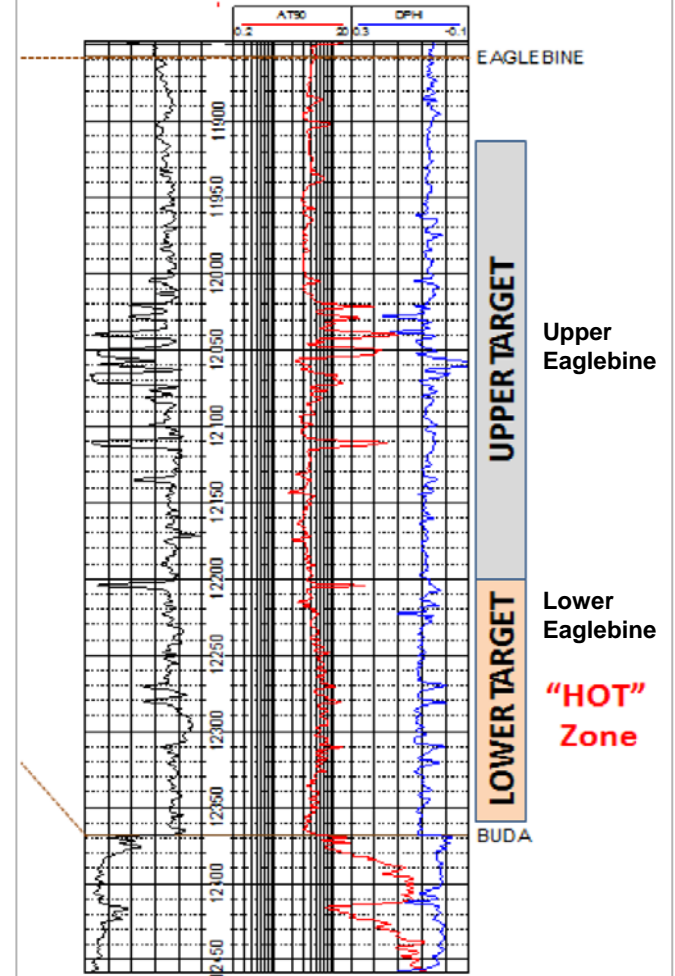 AT90 DPHI
0.2 20 0.3 -0.1
EAGLEBINE
11900
11950
12000
12050
12100
12150
12200
12250
12300
12350
12400
12450
UPPER TARGET
Upper
Eaglebine
LOWER TARGET
Lower
Eaglebine
“HOT”
Zone
BUDA